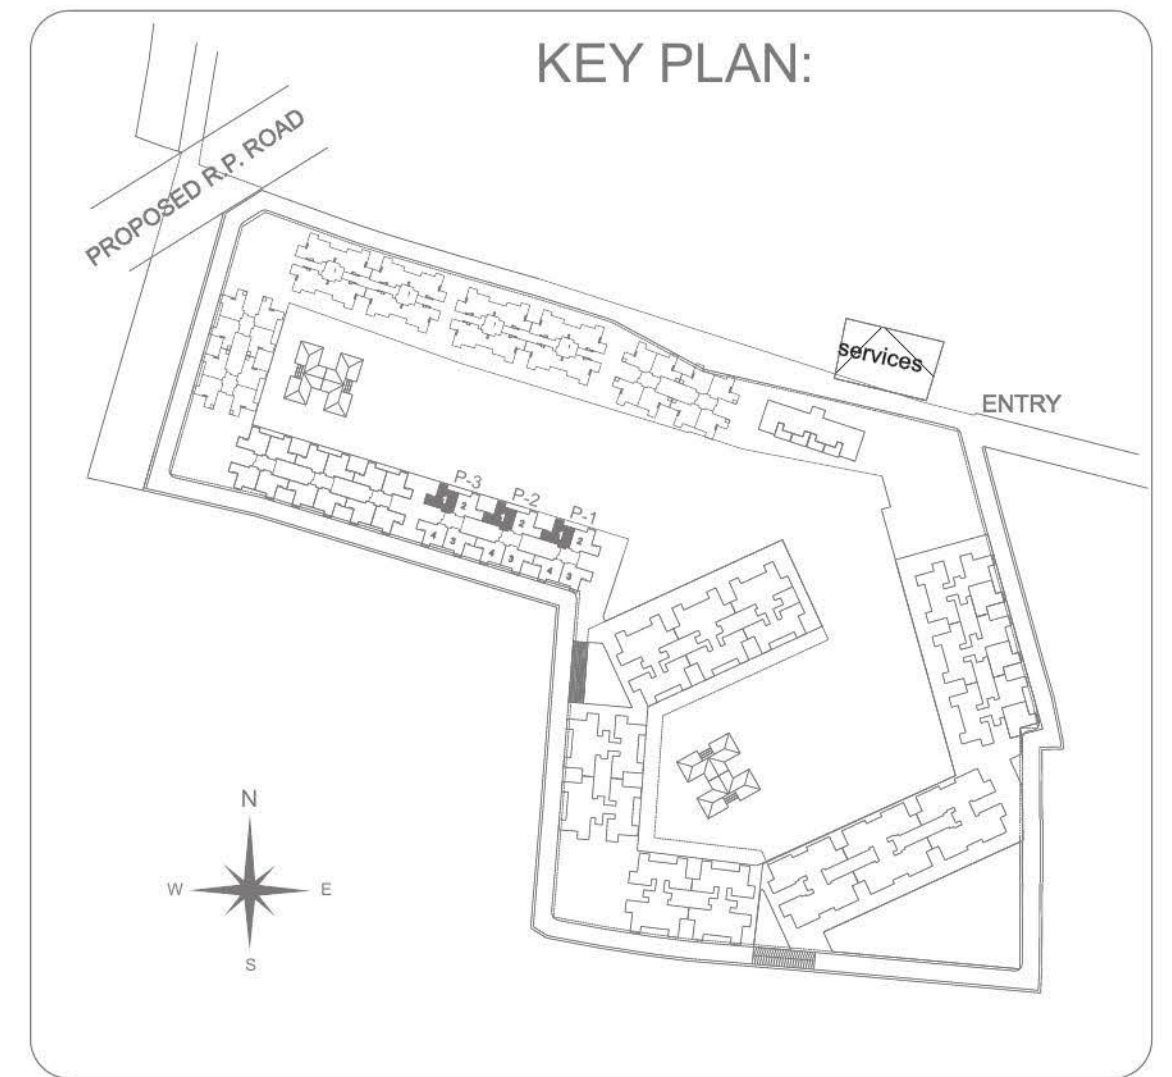 KEY PLAN:
PROPOSED R.P. ROAD
services
ENTRY
P-3
P-2
P-1
1
2
1
2
1
2
4
3
4
3
4
3
N
W
E
S